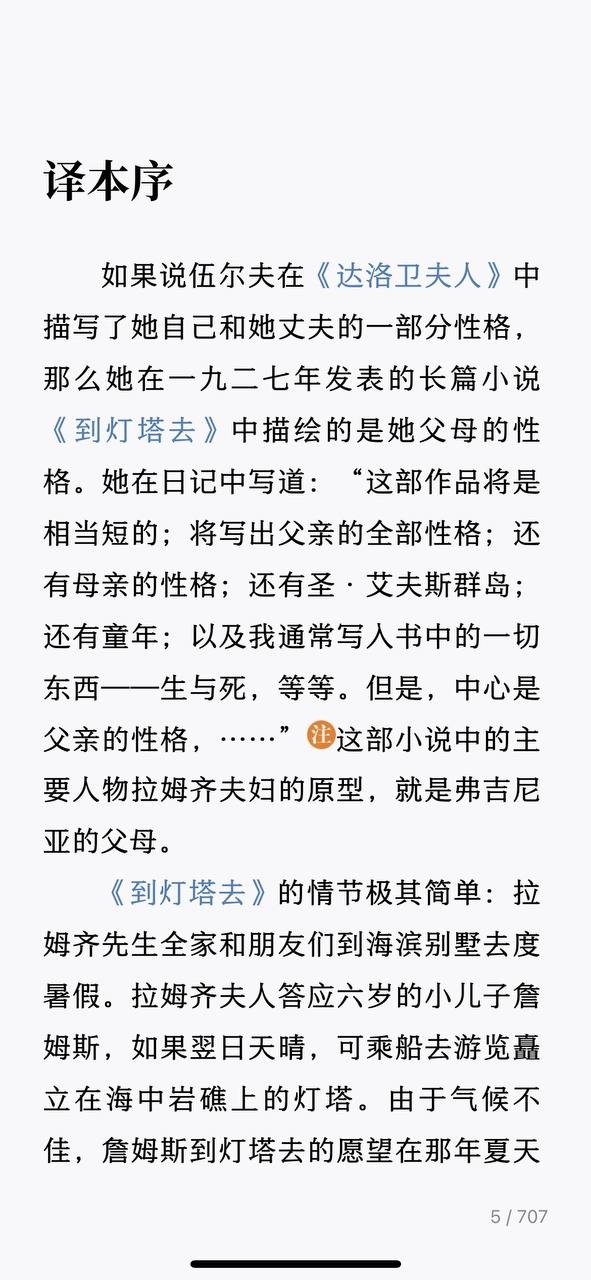 译本序
如果说伍尔夫在《达洛卫夫人》中
描写了她自己和她丈夫的一部分性格，
那么她在一九二七年发表的长篇小说
《到灯塔去》中描绘的是她父母的性
格。她在日记中写道：“这部作品将是
相当短的；将写出父亲的全部性格；还
有母亲的性格；还有圣·艾夫斯群岛；
还有童年；以及我通常写入书中的一切
东西——生与死，等等。但是，中心是
父亲的性格，……”注这部小说中的主
要人物拉姆齐夫妇的原型，就是弗吉尼
亚的父母。
《到灯塔去》的情节极其简单：拉
姆齐先生全家和朋友们到海滨别墅去度
暑假。拉姆齐夫人答应六岁的小儿子詹
姆斯，如果翌日天晴，可乘船去游览矗
立在海中岩礁上的灯塔。由于气候不
佳，詹姆斯到灯塔去的愿望在那年夏天
5 / 707